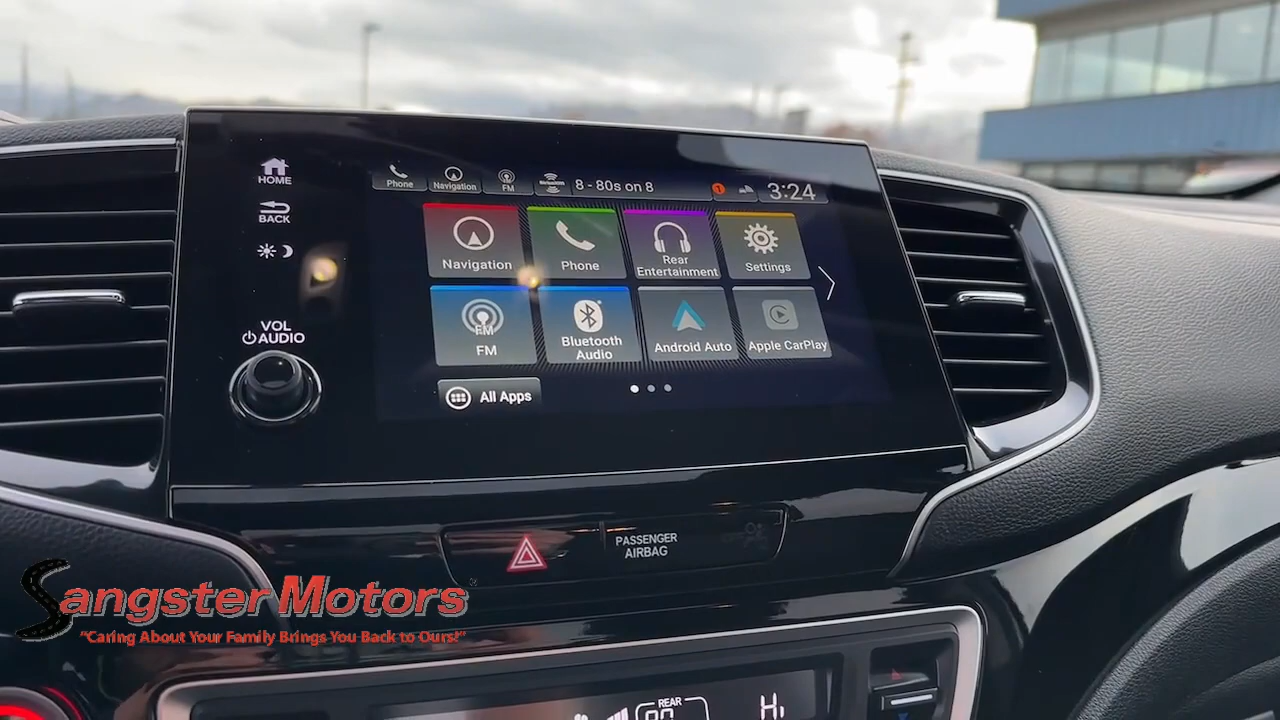 HOME
BACK
VOL
AUDIO
Phone
Navigation
FM
8 - 80s on 8
1
3:24
Navigation
Phone
Rear
Entertainment
Settings
FM
FM
Bluetooth
Audio
Android Auto
Apple CarPlay
All Apps
PASSENGER
AIRBAG
Sangster Motors
"Caring About Your Family Brings You Back to Ours!"
REAR
Hi